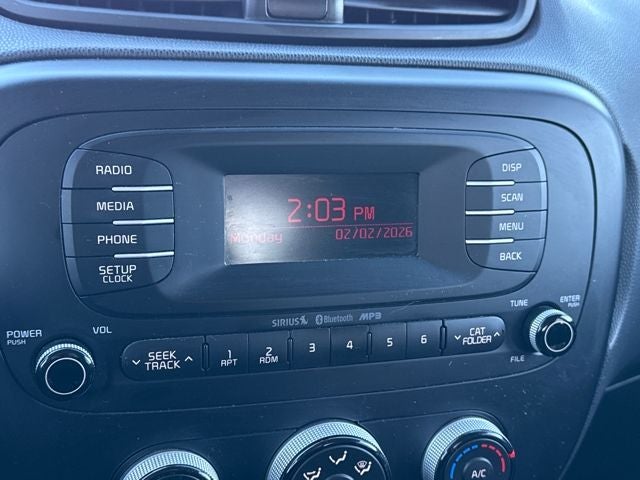 RADIO
MEDIA
PHONE
SETUP
CLOCK
2:03 PM
Monday 02/02/2026
DISP
SCAN
MENU
BACK
SIRIUS Bluetooth MP3
POWER
PUSH
VOL
SEEK
TRACK
1
RPT
2
RDM
3
4
5
6
CAT
FOLDER
TUNE
FILE
ENTER
PUSH
A/C